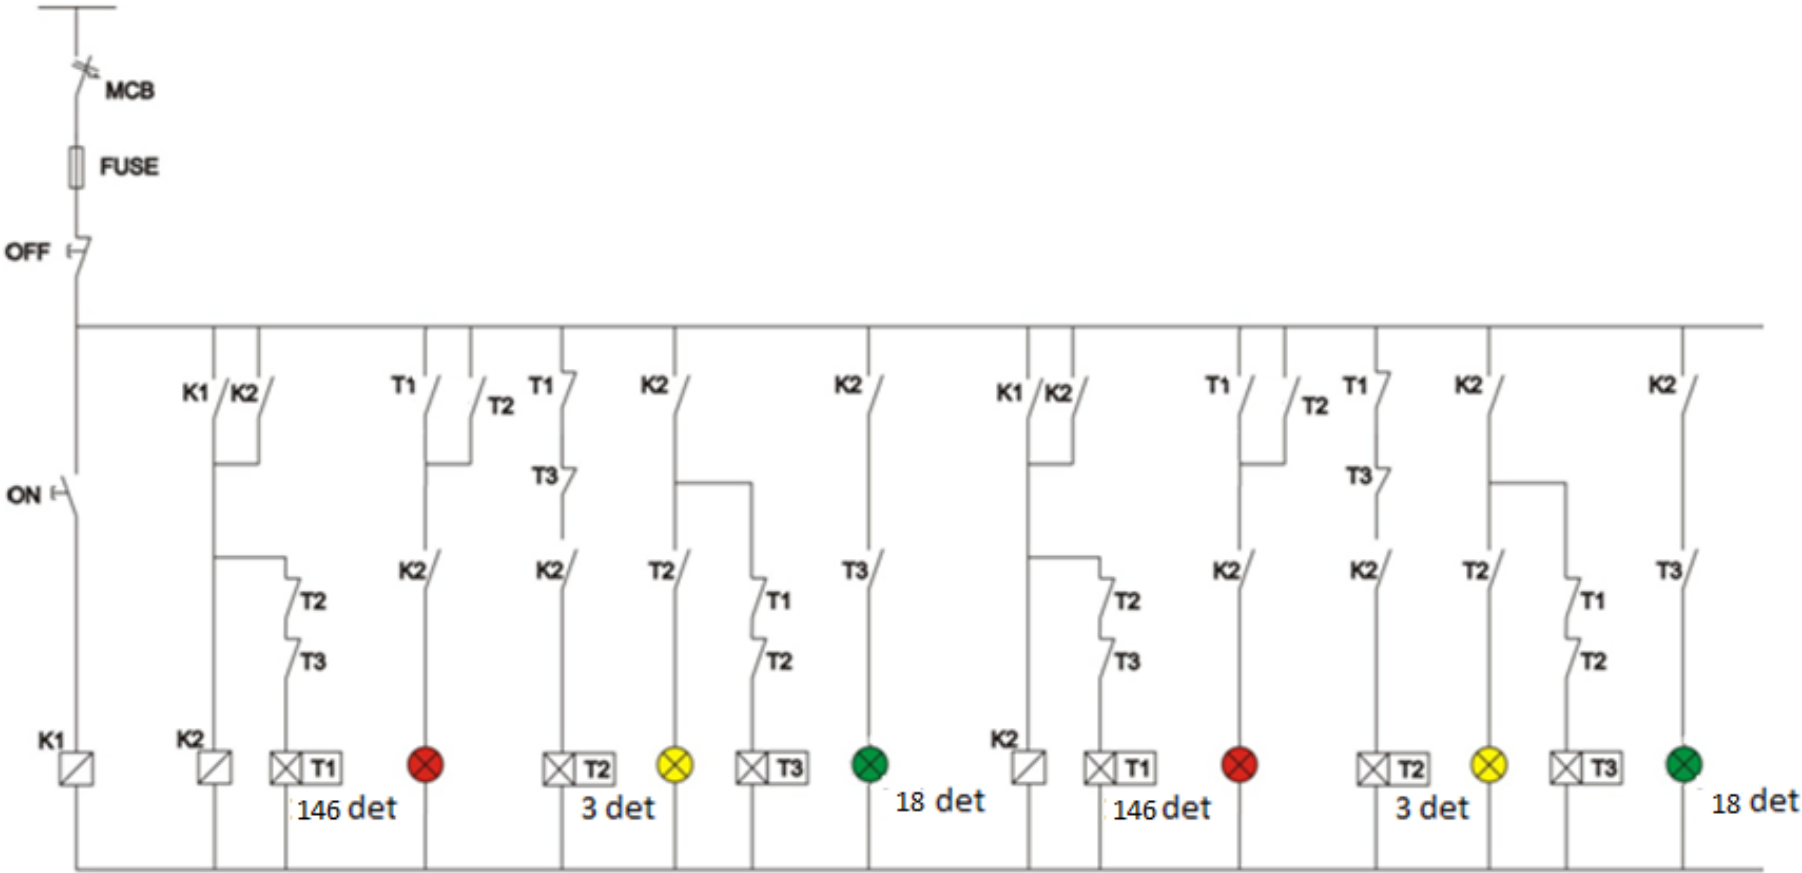 MCB
FUSE
OFF
K1 K2 T1 T2 T1 K2 K2 K1 K2 T1 T2 T1 K2 K2
T3 T3
ON
K2 K2 T2 T3 K2 K2 T2 T3
T2 T1 T2 T1
T3 T2 T3 T2
K1 K2 K2
T1 T2 T3 T1 T2 T3
146 det 3 det 18 det 146 det 3 det 18 det